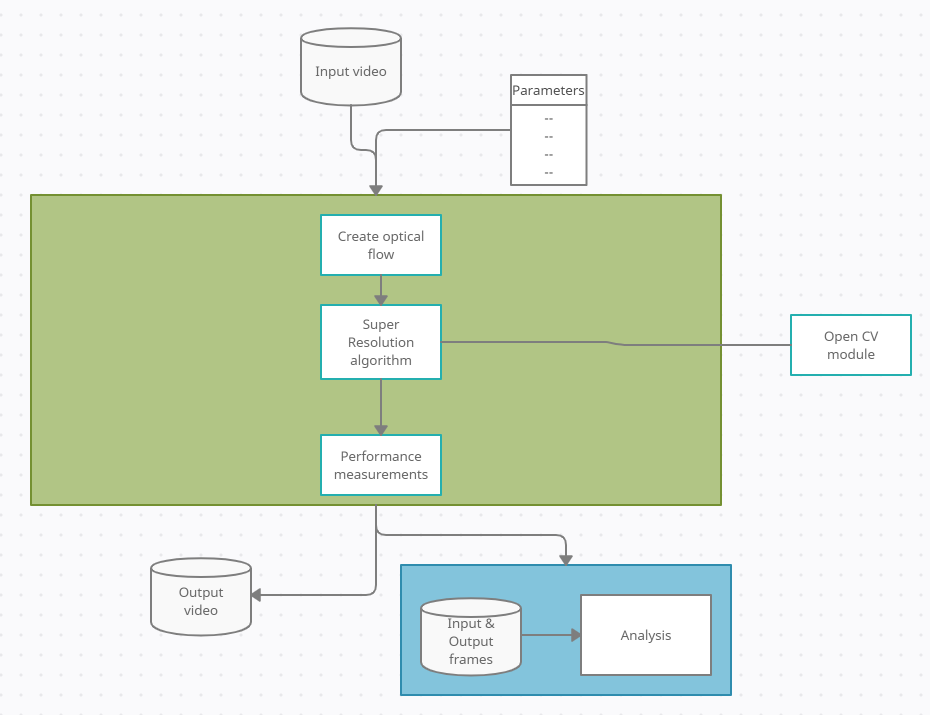 Input video
Parameters
--
--
--
--
Create optical
flow
Super
Resolution
algorithm
Open CV
module
Performance
measurements
Output
video
Input &
Output
frames
Analysis